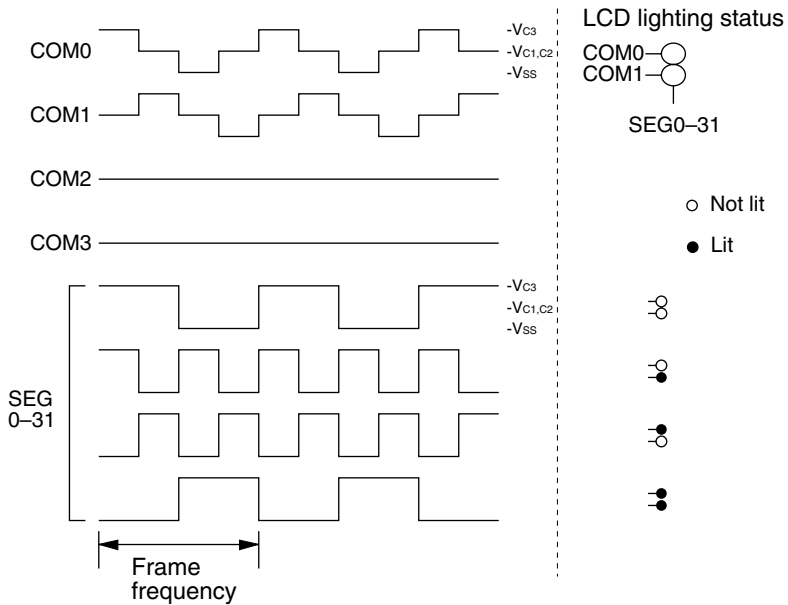 LCD lighting status
COM0
-VC3
-VC1,C2
-VSS
COM0
COM1
SEG0–31
COM1
COM2
Not lit
COM3
Lit
-VC3
-VC1,C2
-VSS
SEG
0–31
Frame
frequency